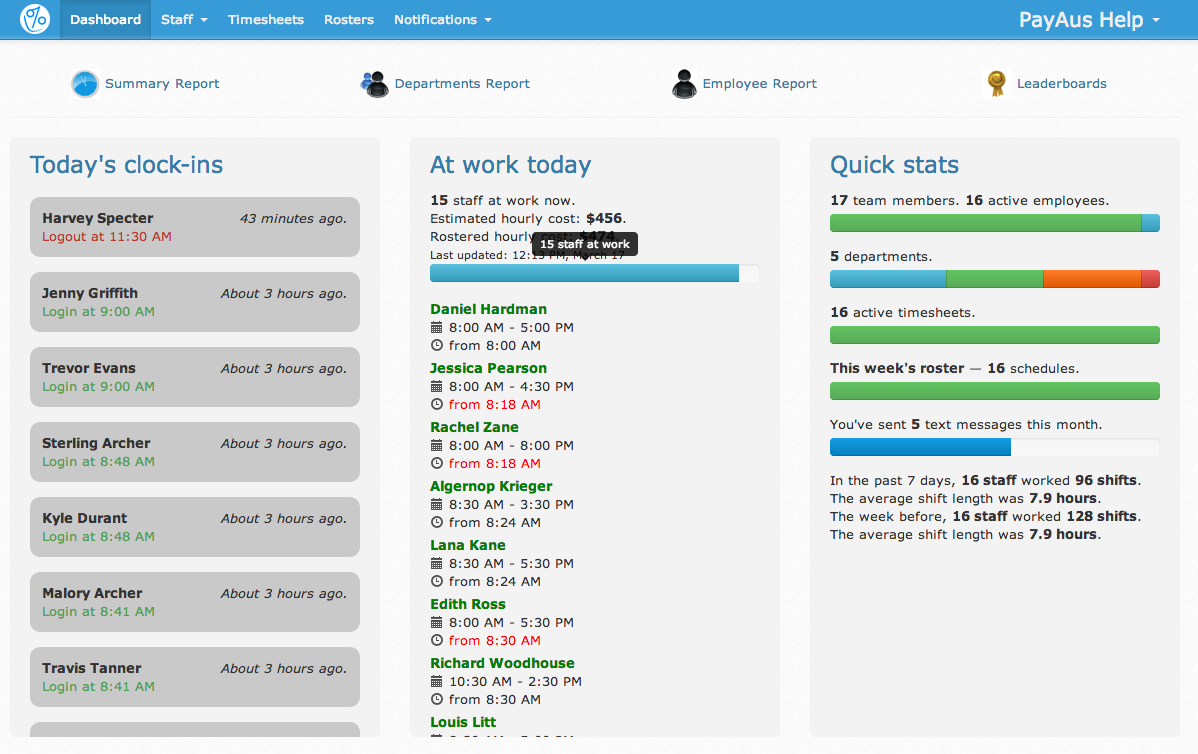 Dashboard
Staff
Timesheets
Rosters
Notifications
PayAus Help
Summary Report
Departments Report
Employee Report
Leaderboards
Today's clock-ins
Harvey Specter 43 minutes ago.
Logout at 11:30 AM
Jenny Griffith About 3 hours ago.
Login at 9:00 AM
Trevor Evans About 3 hours ago.
Login at 9:00 AM
Sterling Archer About 3 hours ago.
Login at 8:48 AM
Kyle Durant About 3 hours ago.
Login at 8:48 AM
Malory Archer About 3 hours ago.
Login at 8:41 AM
Travis Tanner About 3 hours ago.
Login at 8:41 AM
At work today
15 staff at work now.
Estimated hourly cost: $456.
Rostered hourly cost: $474.
15 staff at work
Last updated: 12:13 PM, March 17
Daniel Hardman
8:00 AM - 5:00 PM
from 8:00 AM
Jessica Pearson
8:00 AM - 4:30 PM
from 8:18 AM
Rachel Zane
8:00 AM - 8:00 PM
from 8:18 AM
Algernop Krieger
8:30 AM - 3:30 PM
from 8:24 AM
Lana Kane
8:30 AM - 5:30 PM
from 8:24 AM
Edith Ross
8:00 AM - 5:30 PM
from 8:30 AM
Richard Woodhouse
10:30 AM - 2:30 PM
from 8:30 AM
Louis Litt
Quick stats
17 team members. 16 active employees.
5 departments.
16 active timesheets.
This week's roster — 16 schedules.
You've sent 5 text messages this month.
In the past 7 days, 16 staff worked 96 shifts.
The average shift length was 7.9 hours.
The week before, 16 staff worked 128 shifts.
The average shift length was 7.9 hours.